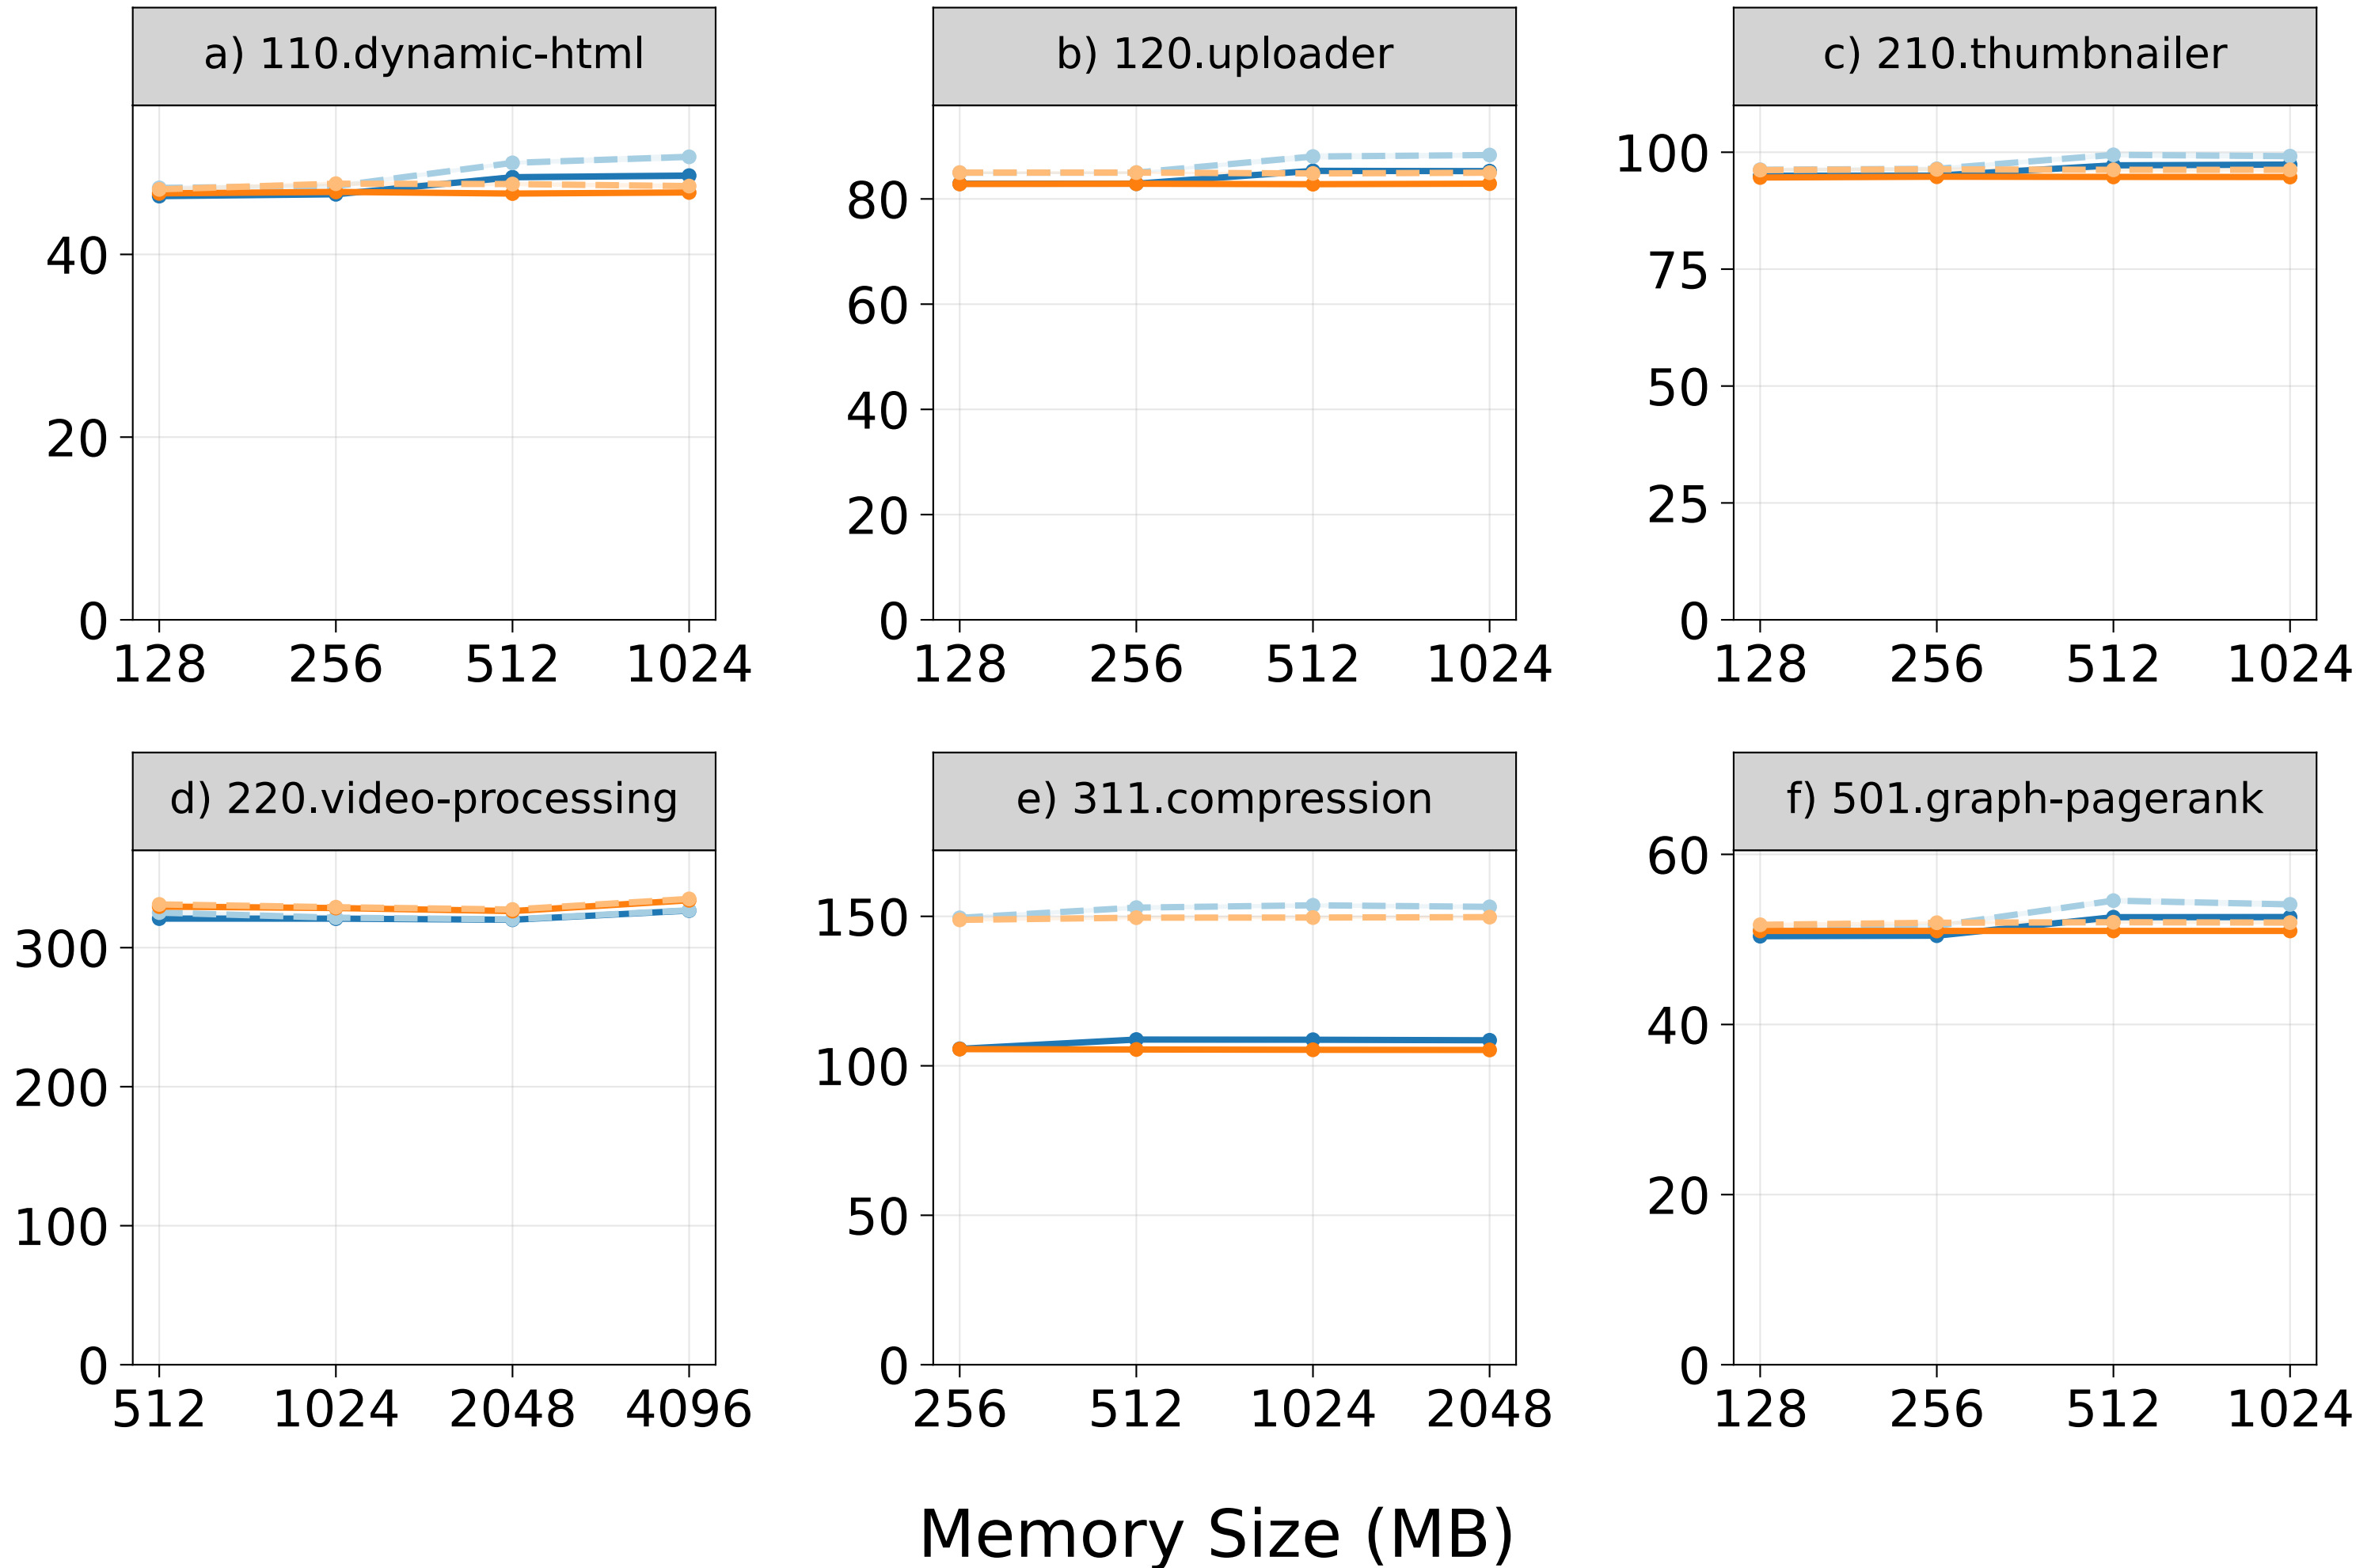 a) 110.dynamic-html
b) 120.uploader
c) 210.thumbnailer
40
20
0
128 256 512 1024
80
60
40
20
0
128 256 512 1024
100
75
50
25
0
128 256 512 1024
d) 220.video-processing
e) 311.compression
f) 501.graph-pagerank
300
200
100
0
512 1024 2048 4096
150
100
50
0
256 512 1024 2048
60
40
20
0
128 256 512 1024
Memory Size (MB)